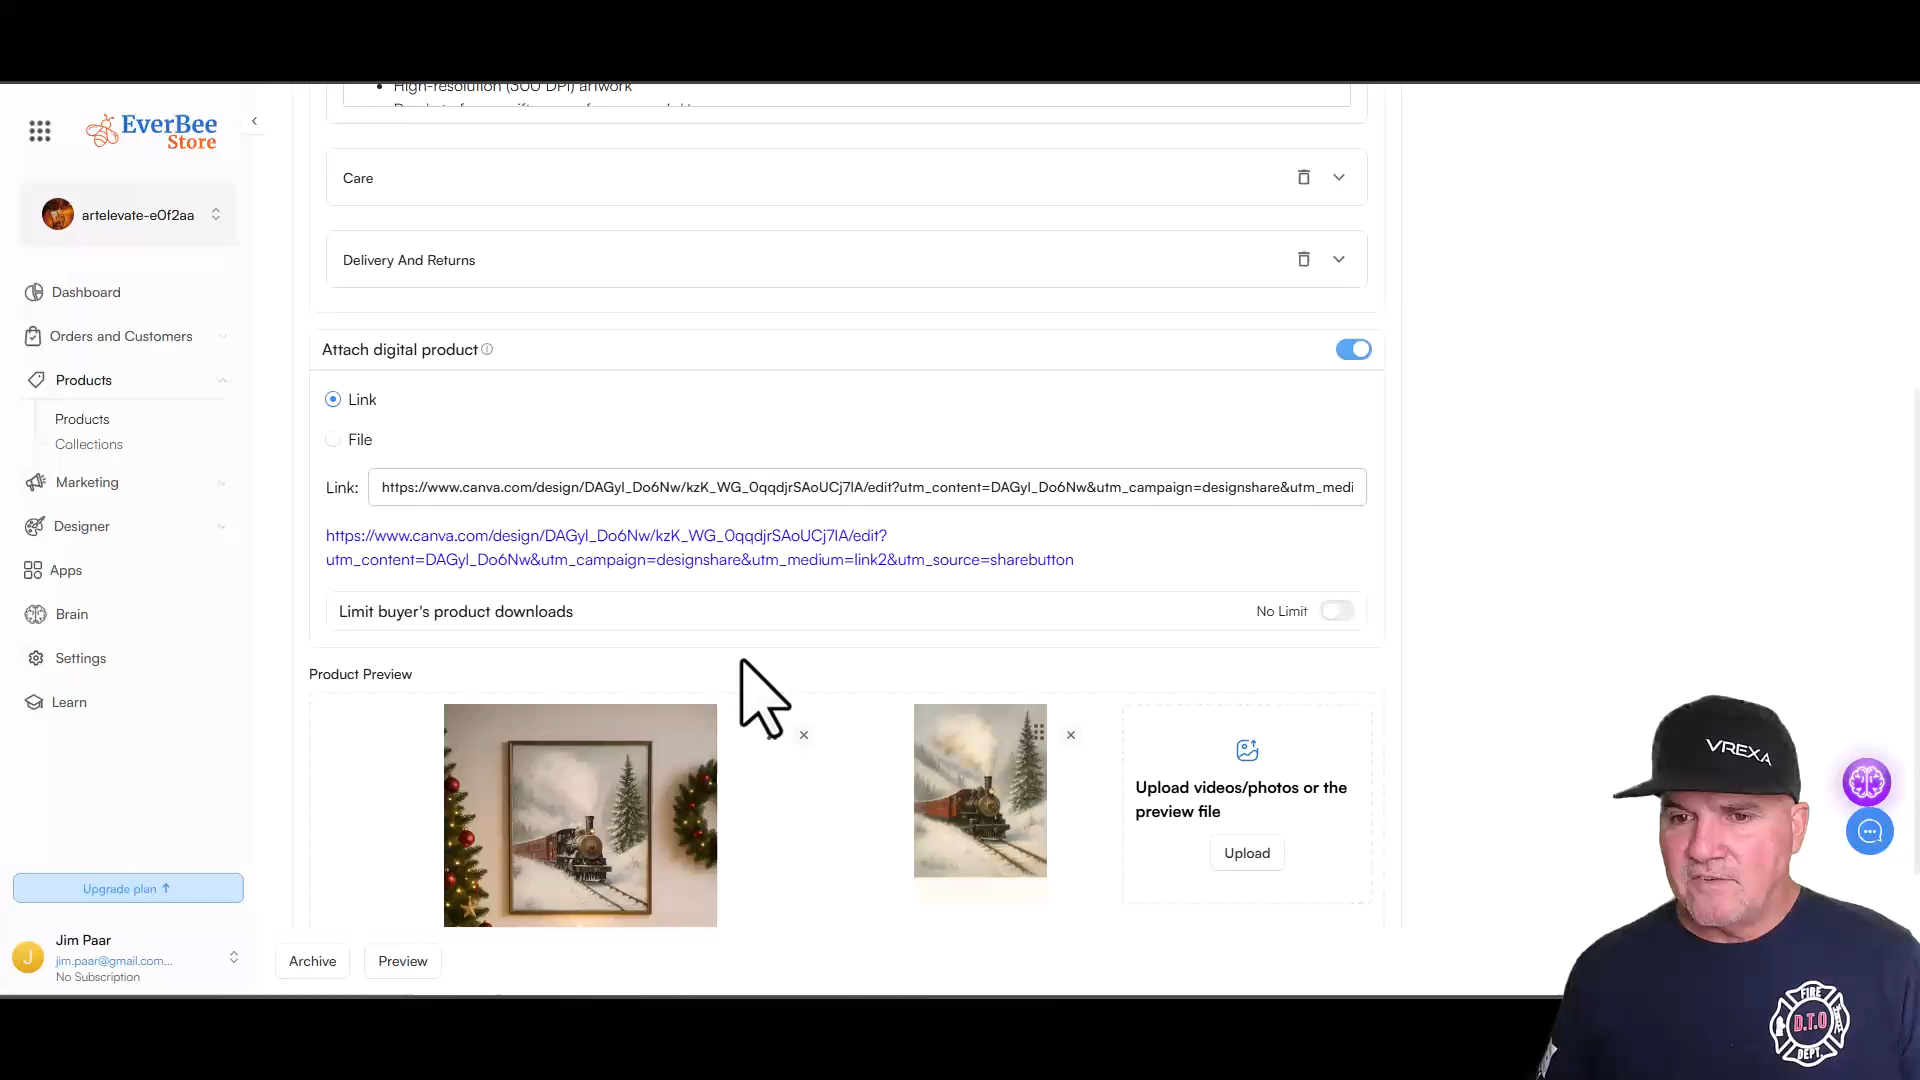 High-resolution (300 DPI) artwork
EverBee
Store
artelevate-e0f2aa
Dashboard
Orders and Customers
Products
Products
Collections
Marketing
Designer
Apps
Brain
Settings
Learn
Upgrade plan ↑
J
Jim Paar
jim.paar@gmail.com...
No Subscription
Care
Delivery And Returns
Attach digital product
Link
File
Link: https://www.canva.com/design/DAGyl_Do6Nw/kzK_WG_0qqdjrSAoUCj7lA/edit?utm_content=DAGyl_Do6Nw&utm_campaign=designshare&utm_medi
https://www.canva.com/design/DAGyl_Do6Nw/kzK_WG_0qqdjrSAoUCj7lA/edit?
utm_content=DAGyl_Do6Nw&utm_campaign=designshare&utm_medium=link2&utm_source=sharebutton
Limit buyer's product downloads No Limit
Product Preview
Upload videos/photos or the
preview file
Upload
Archive
Preview
VREXA
FIRE
D.T.O
DEPT.